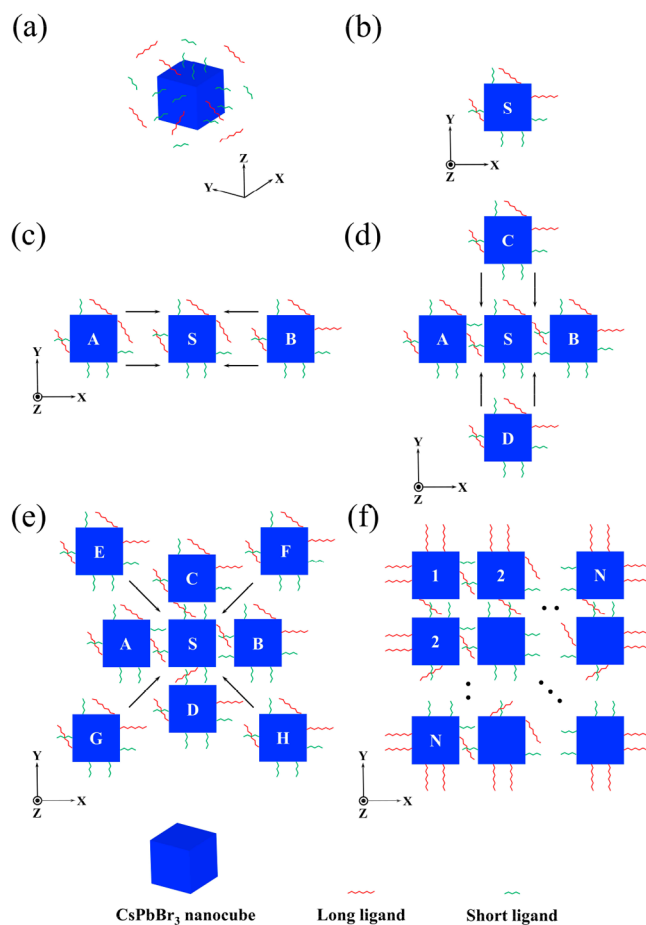 (a)
Z
X
Y
(b)
S
Y
Z
X
(c)
A S B
Y
Z
X
(d)
C
A S B
D
Y
Z
X
(e)
E
F
C
A S B
D
G
H
Y
Z
X
(f)
1 2 N
2
N
Y
Z
X
CsPbBr₃ nanocube
Long ligand
Short ligand